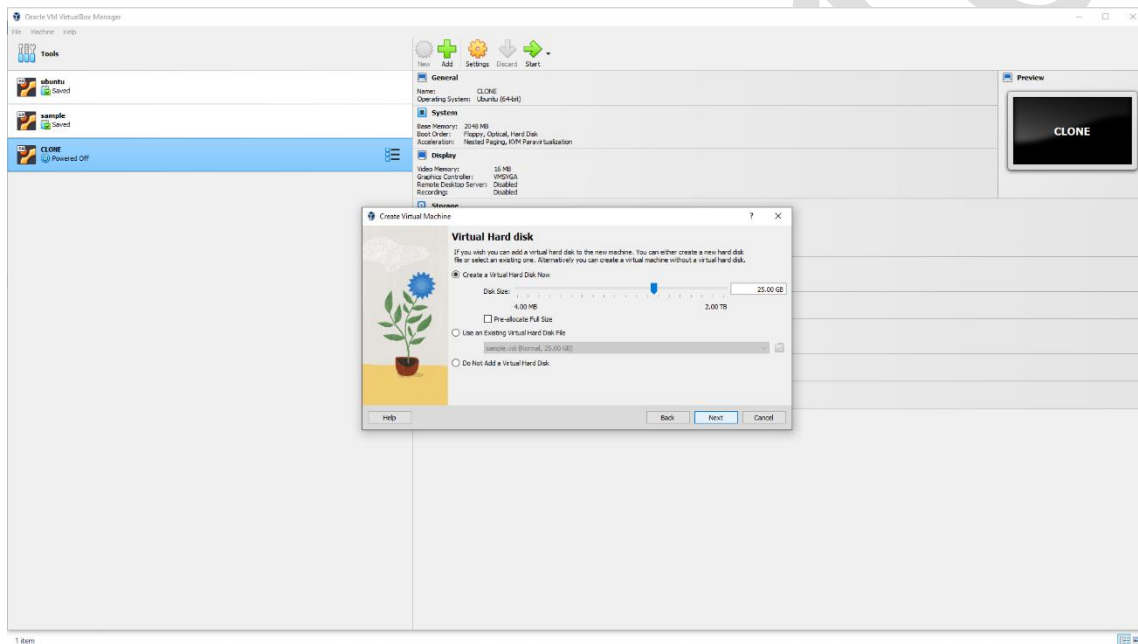 Oracle VM VirtualBox Manager
File Machine Help
Tools
New Add Settings Discard Start
ubuntu
Saved
sample
Saved
CLONE
Powered Off
General
Name: CLONE
Operating System: Ubuntu (64-bit)
System
Base Memory: 2048 MB
Boot Order: Floppy, Optical, Hard Disk
Acceleration: Nested Paging, KVM Paravirtualization
Display
Video Memory: 16 MB
Graphics Controller: VMSVGA
Remote Desktop Server: Disabled
Recording: Disabled
Storage
Preview
CLONE
Create Virtual Machine ? X
Virtual Hard disk
If you wish you can add a virtual hard disk to the new machine. You can either create a new hard disk
file or select an existing one. Alternatively you can create a virtual machine without a virtual hard disk.
Create a Virtual Hard Disk Now
Disk Size: 25.00 GB
4.00 MB 2.00 TB
Pre-allocate Full Size
Use an Existing Virtual Hard Disk File
sample.vdi (Normal, 25.00 GB)
Do Not Add a Virtual Hard Disk
Help Back Next Cancel
1 item